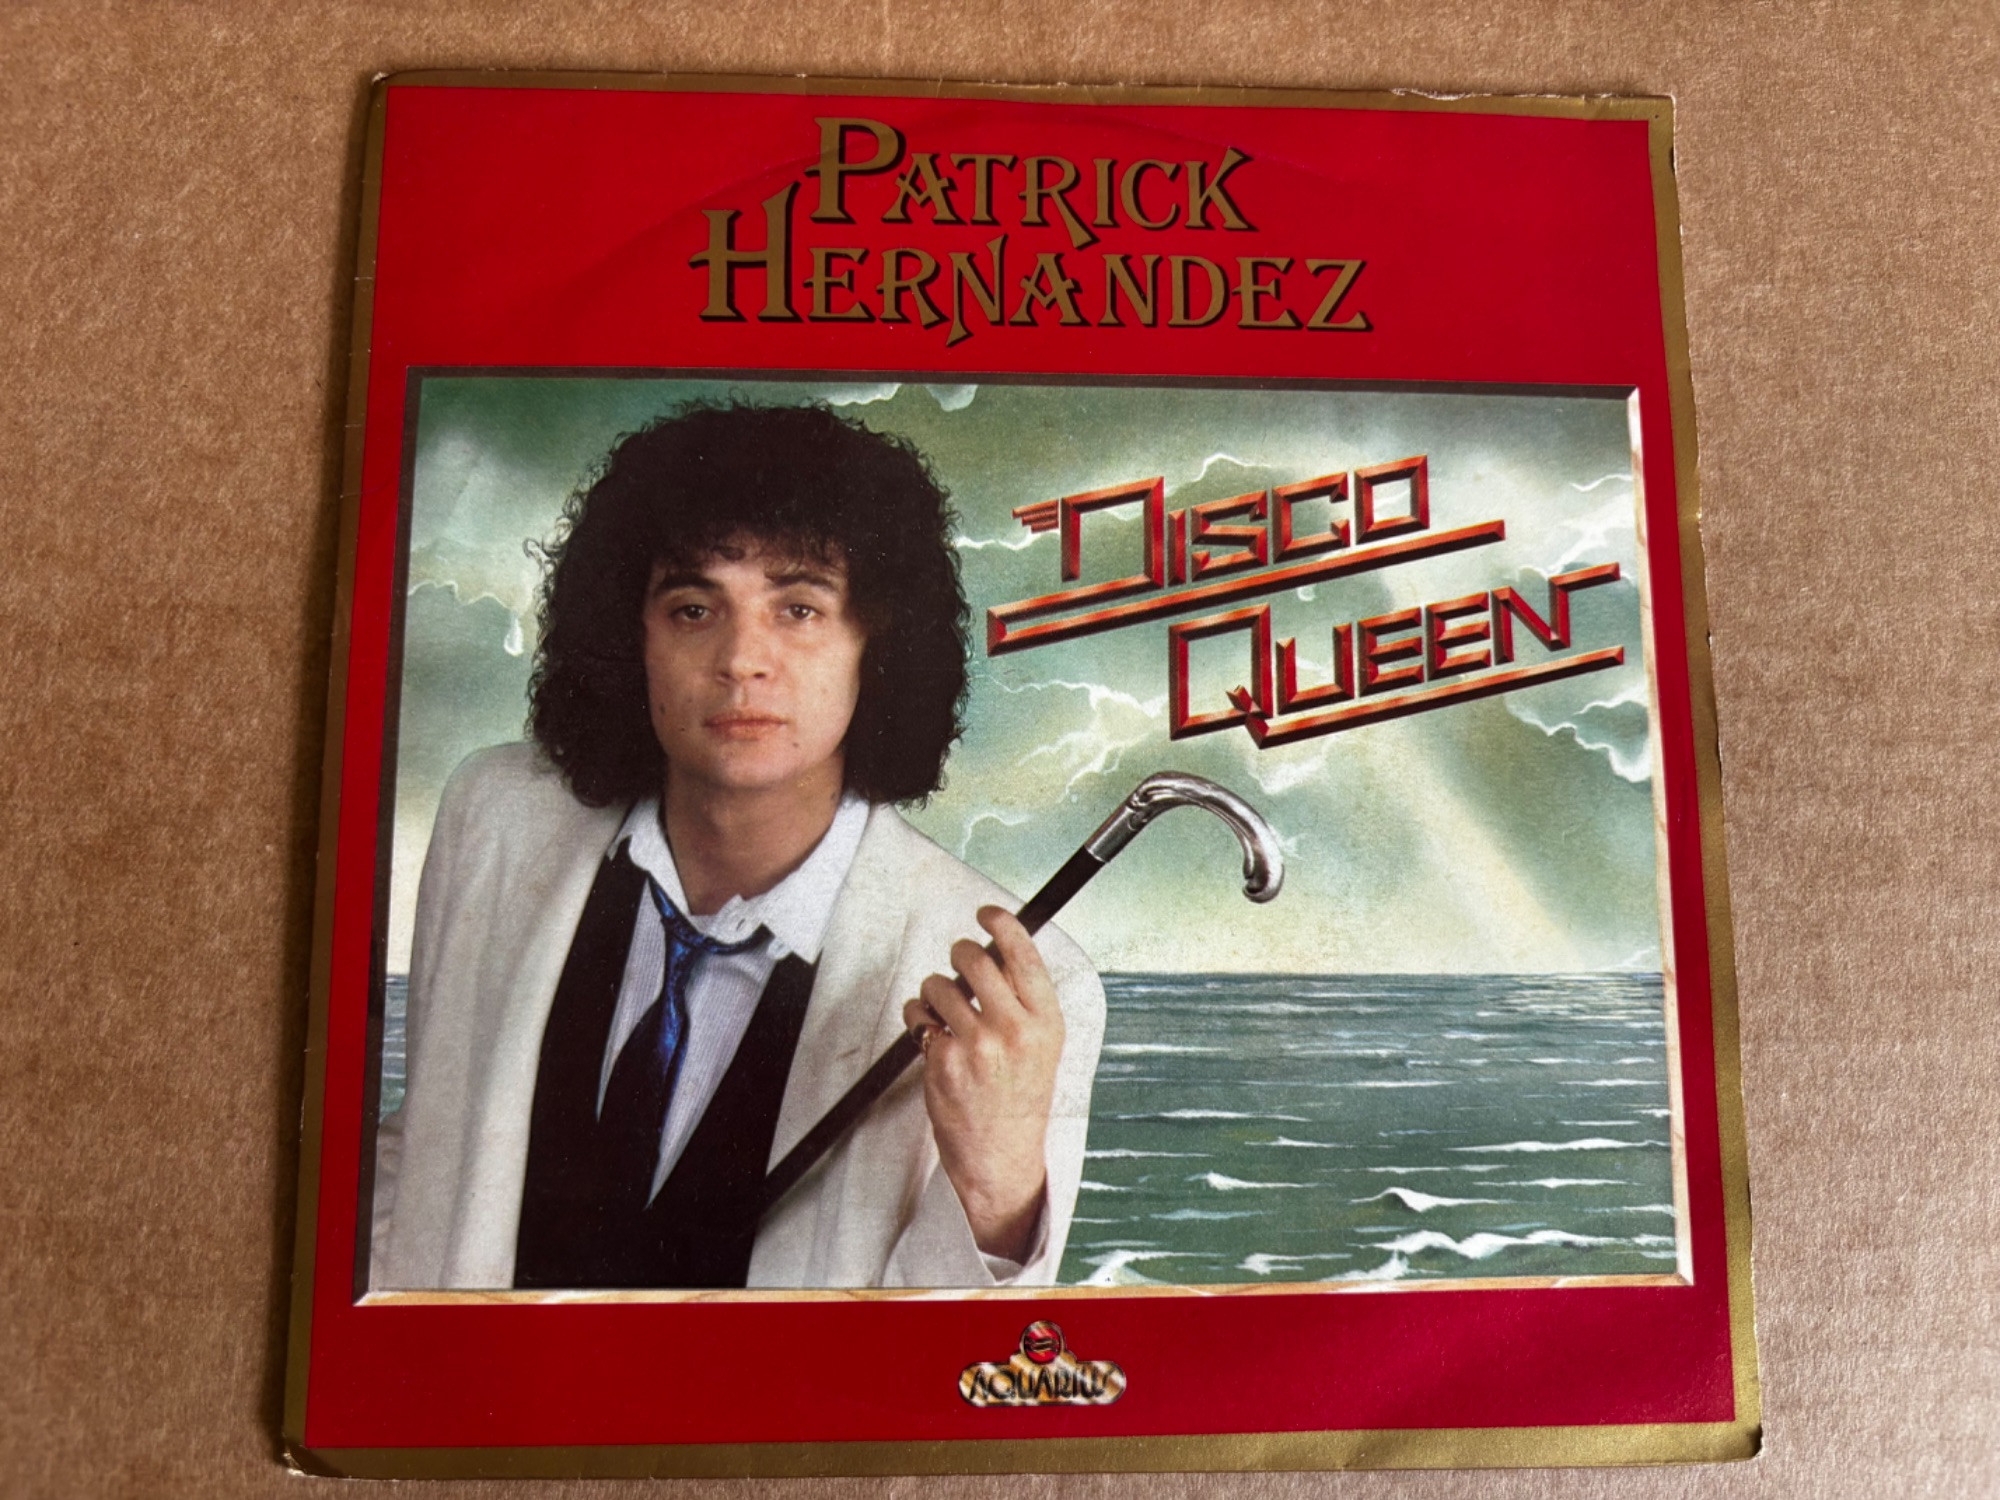 PATRICK
HERNANDEZ
DISCO
QUEEN
AQUARIUS